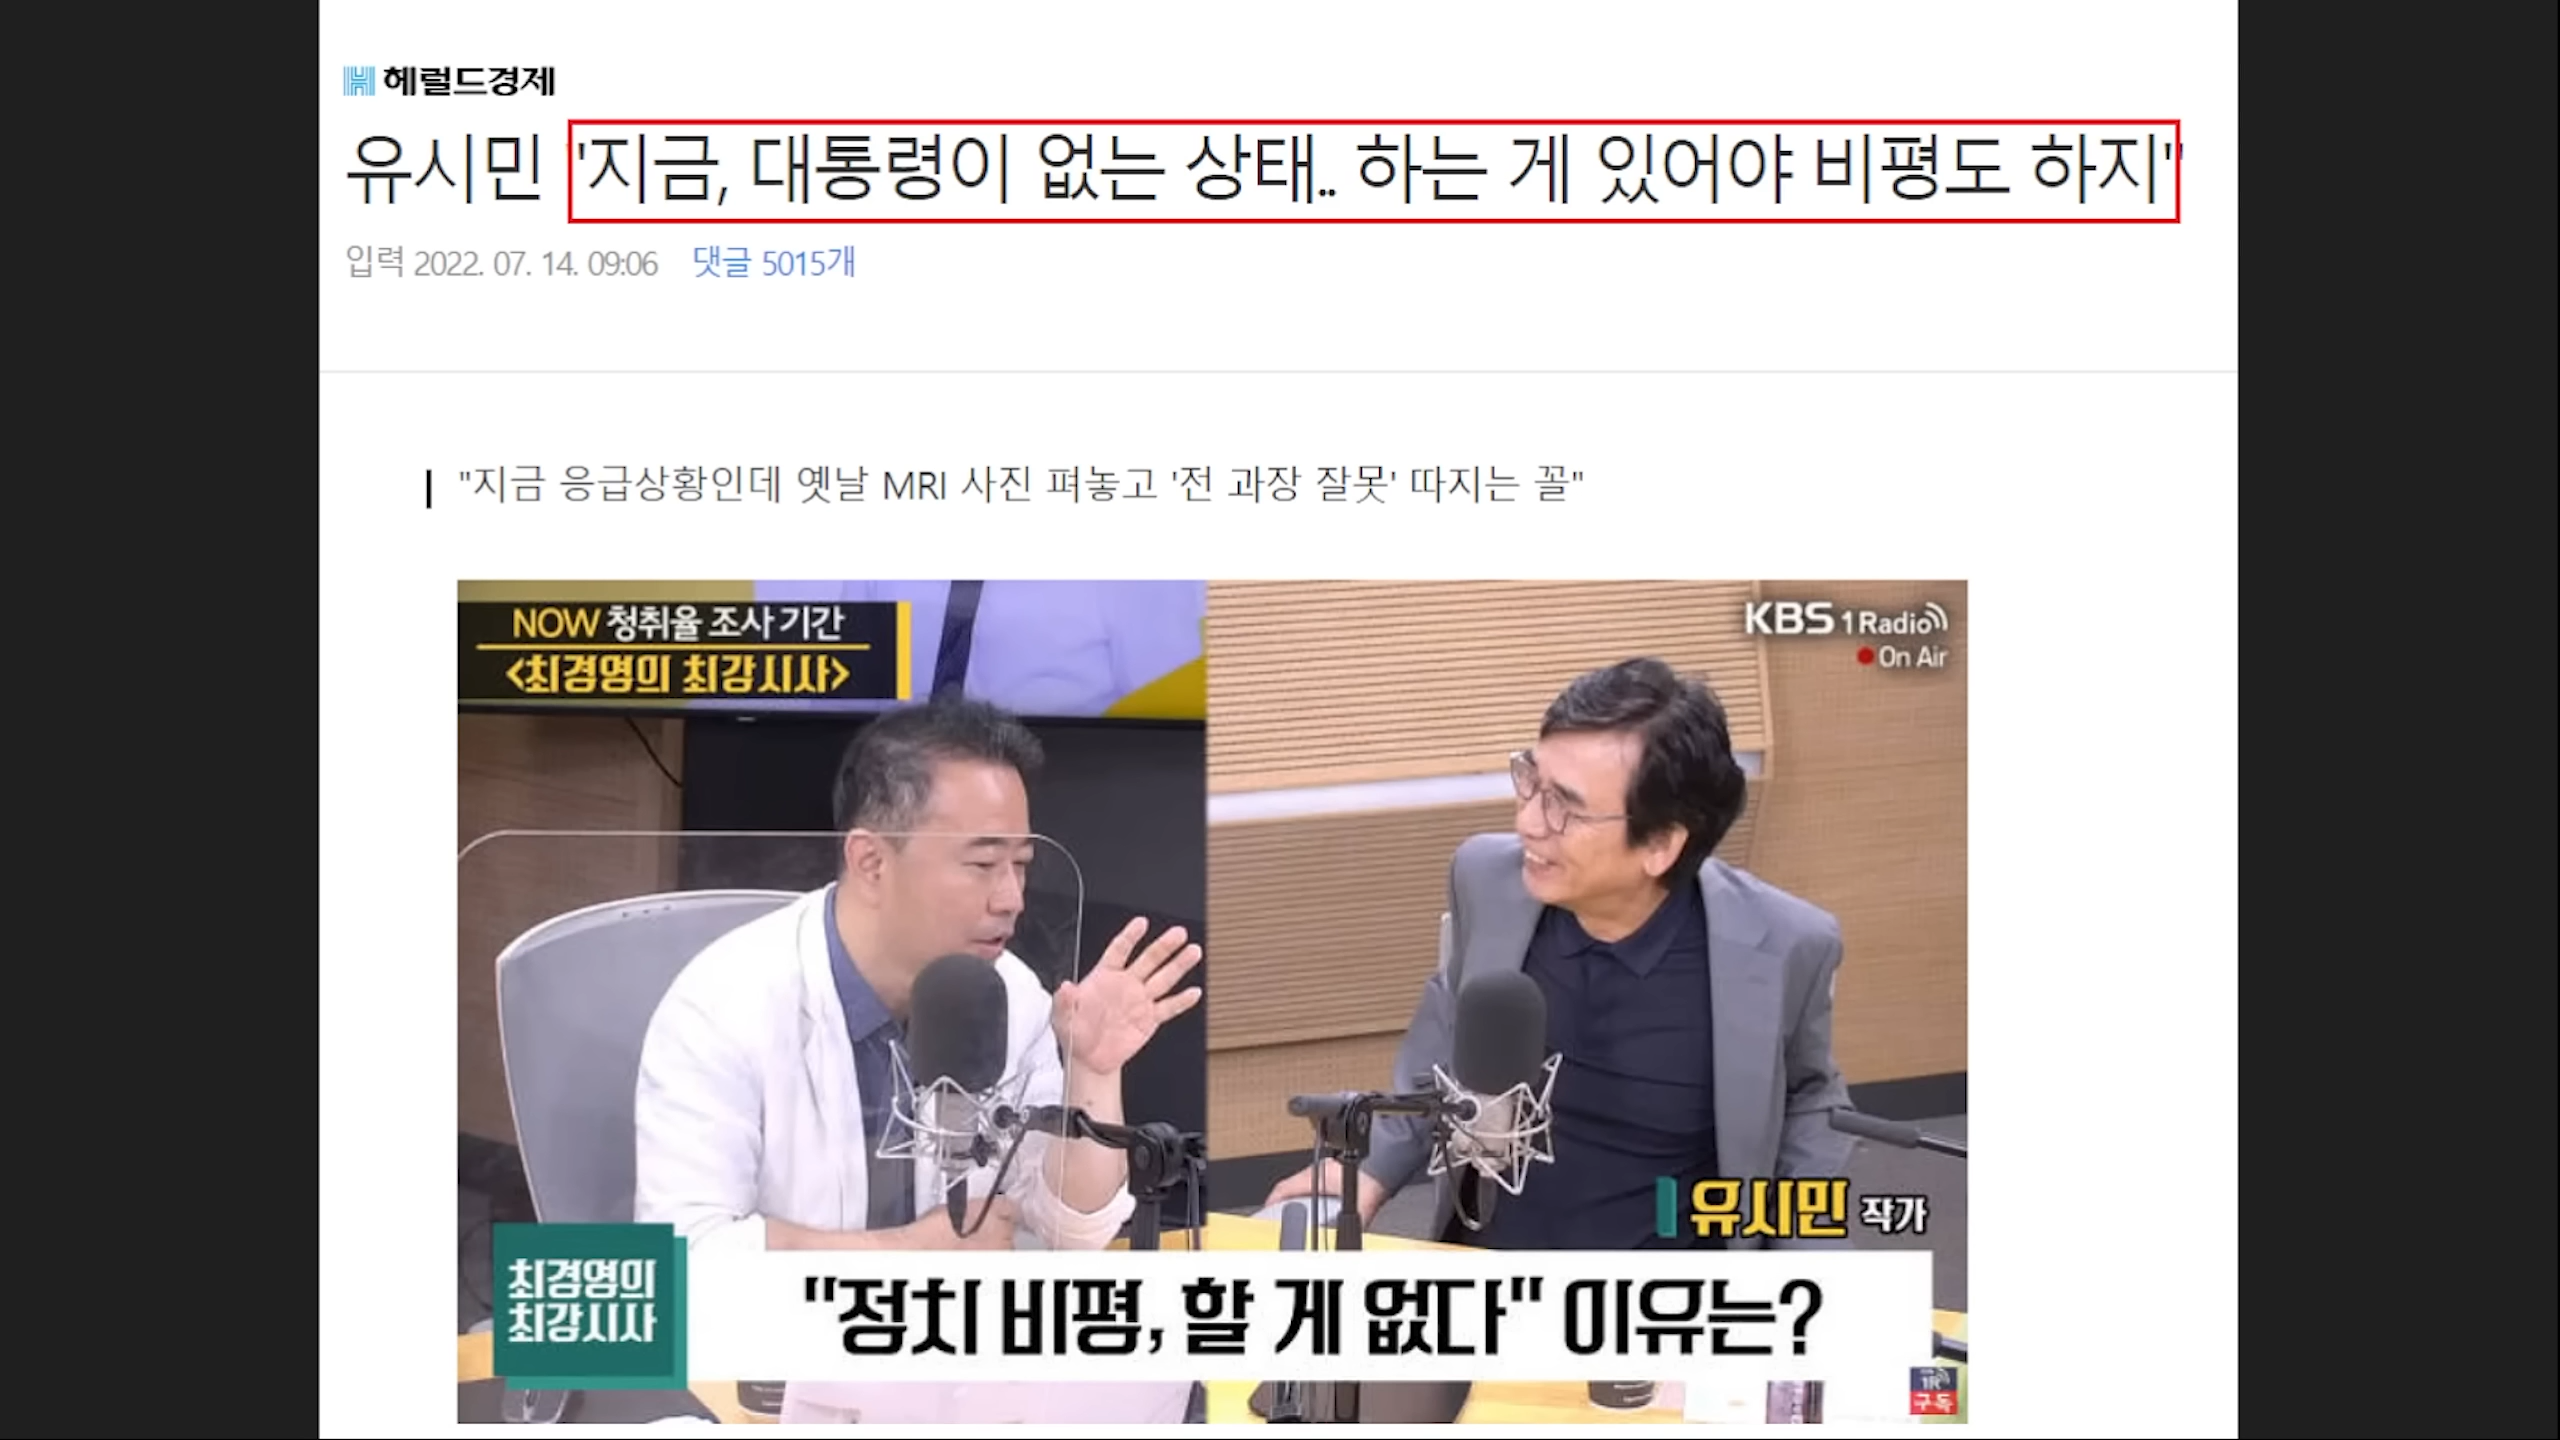 헤럴드경제
유시민 "지금, 대통령이 없는 상태.. 하는 게 있어야 비평도 하지"
입력 2022. 07. 14. 09:06 댓글 5015개
"지금 응급상황인데 옛날 MRI 사진 펴놓고 '전 과장 잘못' 따지는 꼴"
NOW 청취율 조사 기간
<최경영의 최강시사>
KBS 1 Radio
On Air
유시민 작가
최경영의
최강시사
"정치 비평, 할 게 없다" 이유는?
1R
구독